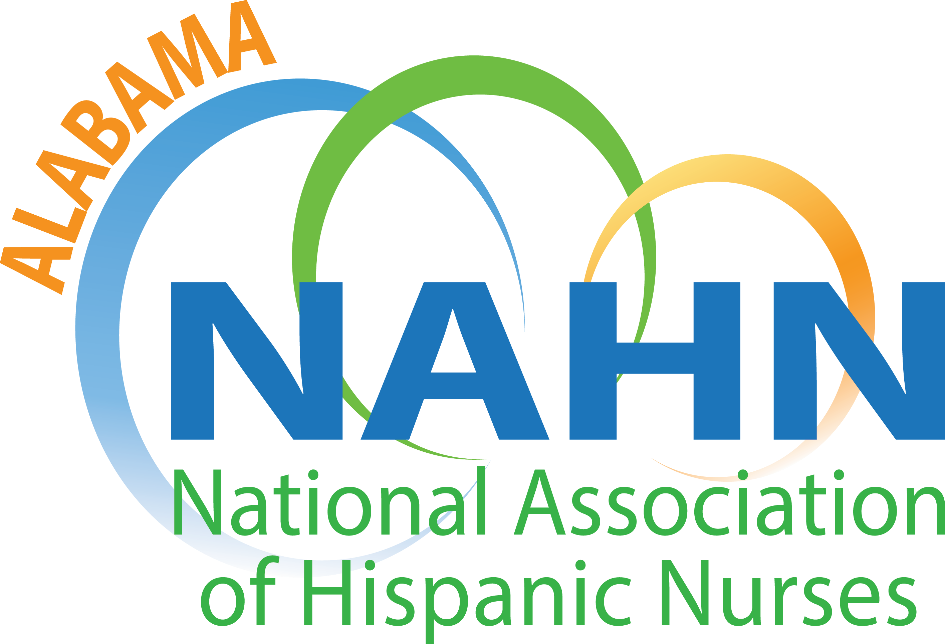 ALABAMA
NAHN
National Association
of Hispanic Nurses